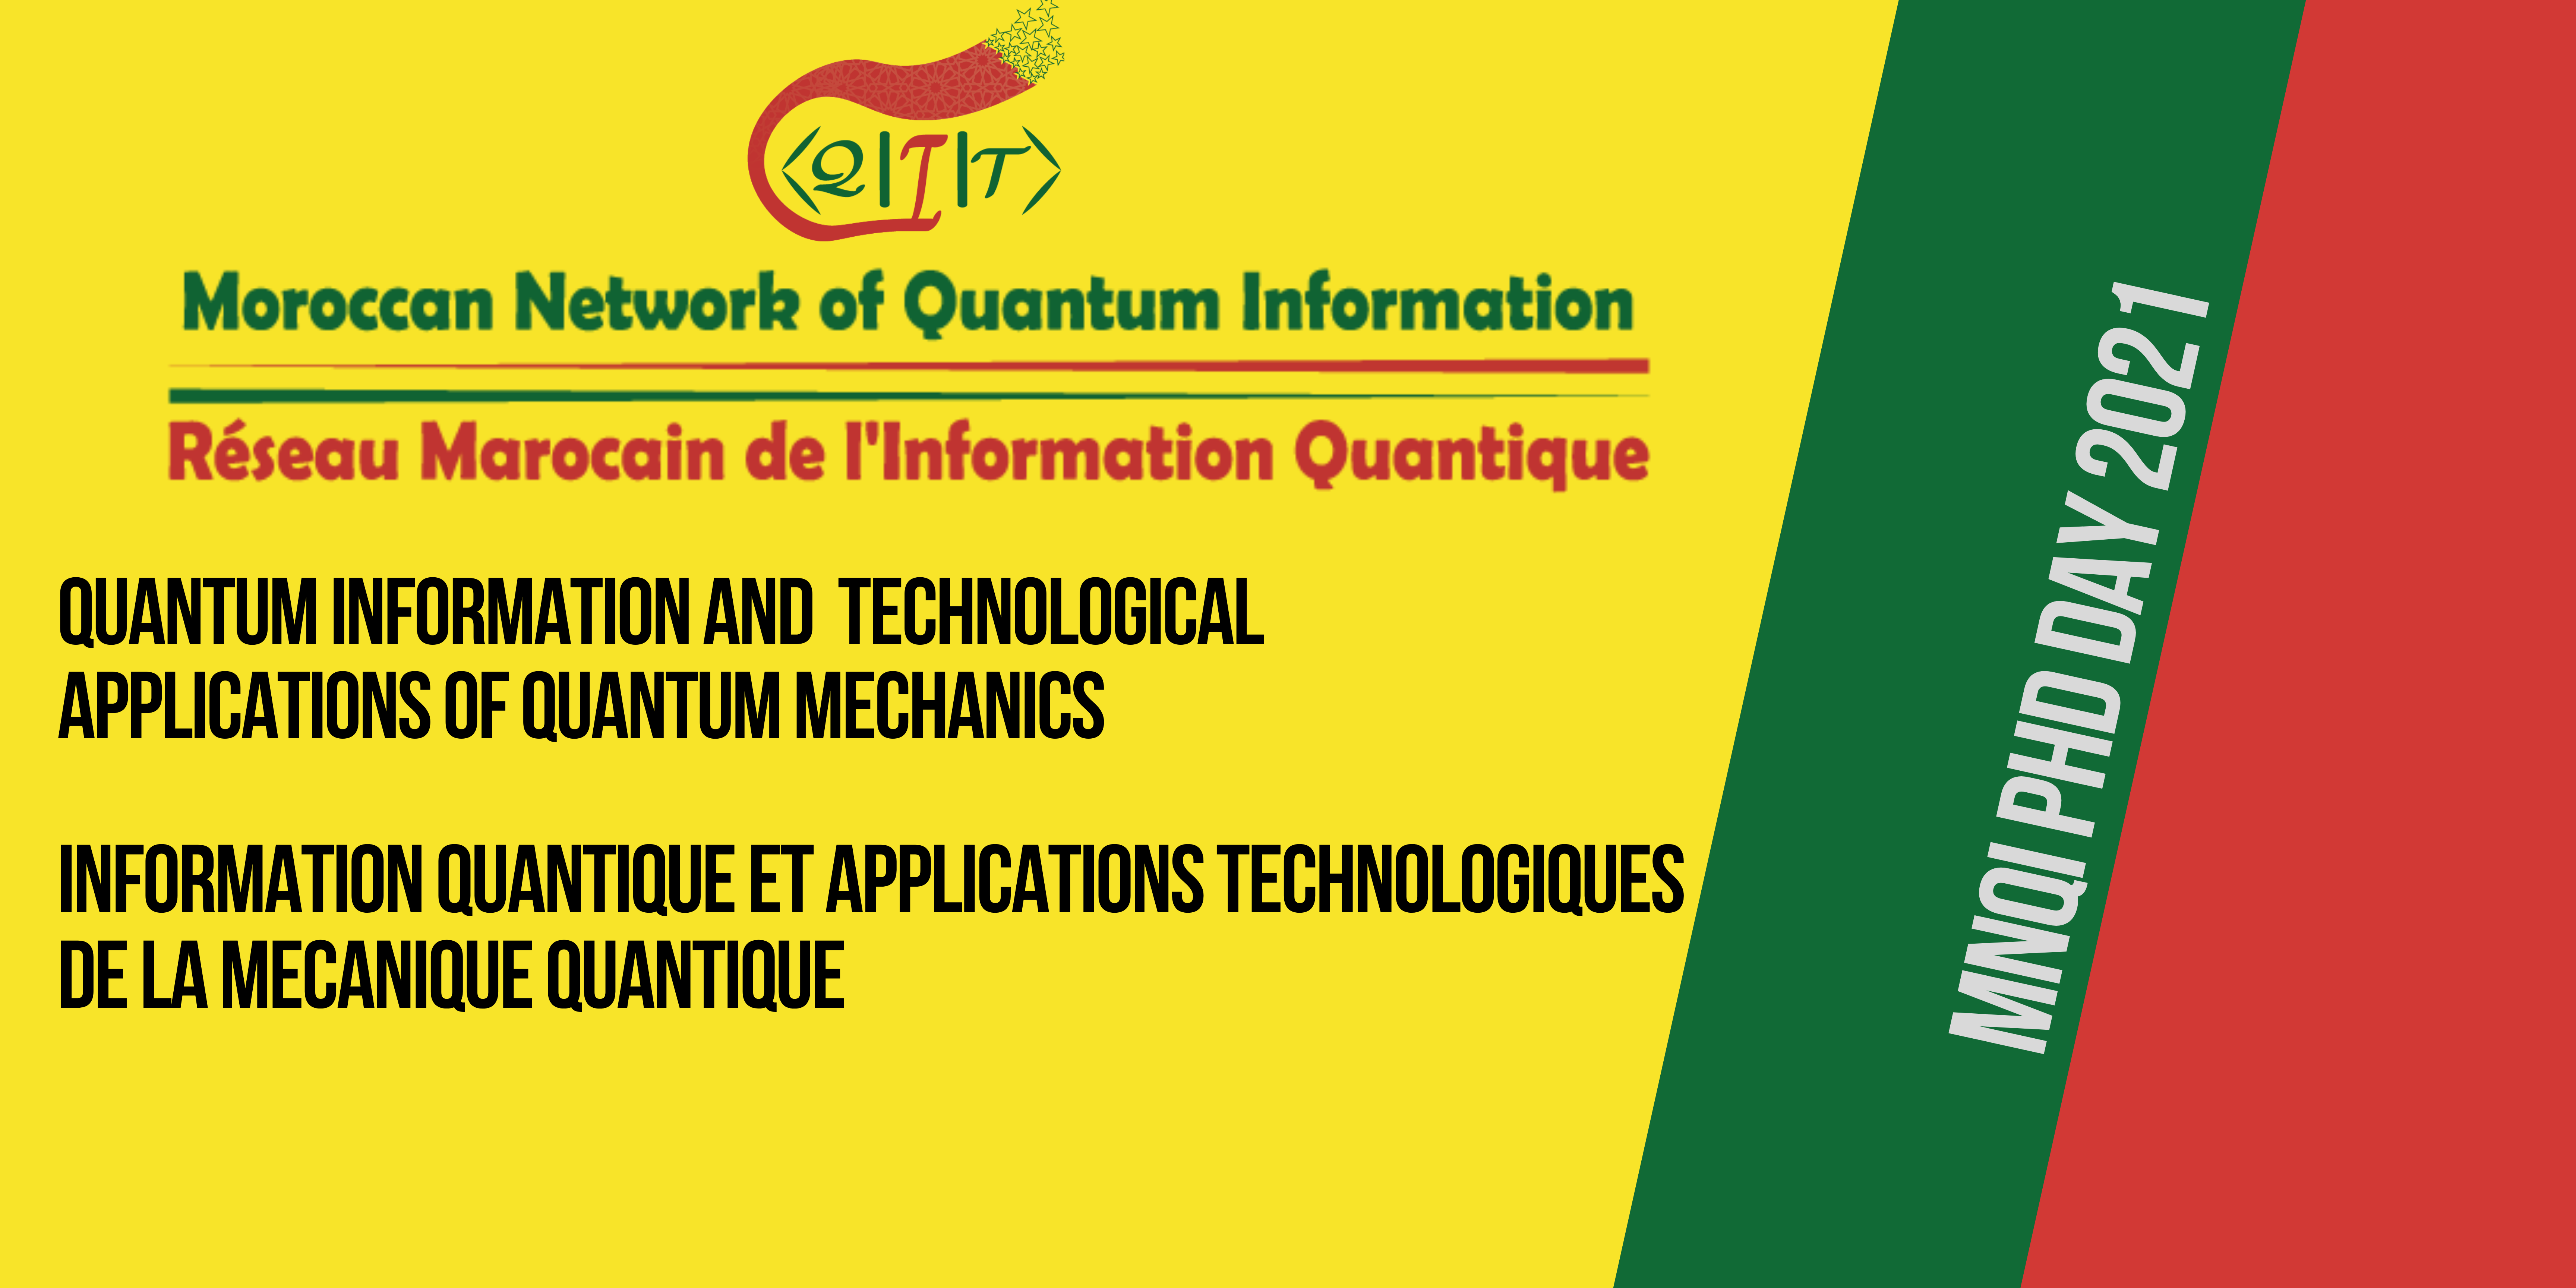 ⟨Q|I|T⟩
Moroccan Network of Quantum Information
Réseau Marocain de l'Information Quantique
QUANTUM INFORMATION AND TECHNOLOGICAL
APPLICATIONS OF QUANTUM MECHANICS
INFORMATION QUANTIQUE ET APPLICATIONS TECHNOLOGIQUES
DE LA MECANIQUE QUANTIQUE
MNQI PHD DAY 2021